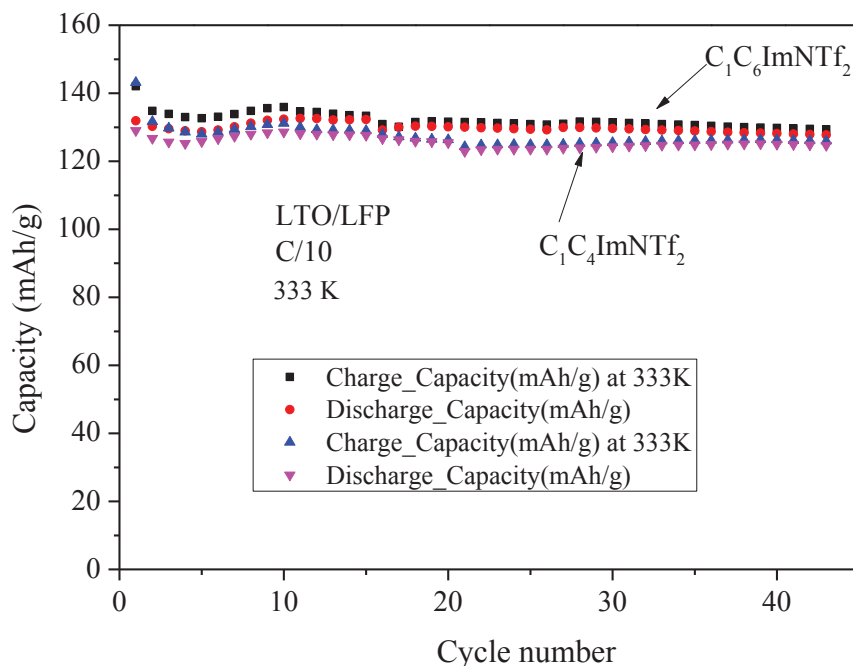 160
140
120
100
80
60
40
20
0
Capacity (mAh/g)
C₁C₆ImNTf₂
C₁C₄ImNTf₂
LTO/LFP
C/10
333 K
Charge_Capacity(mAh/g) at 333K
Discharge_Capacity(mAh/g)
Charge_Capacity(mAh/g) at 333K
Discharge_Capacity(mAh/g)
0 10 20 30 40
Cycle number